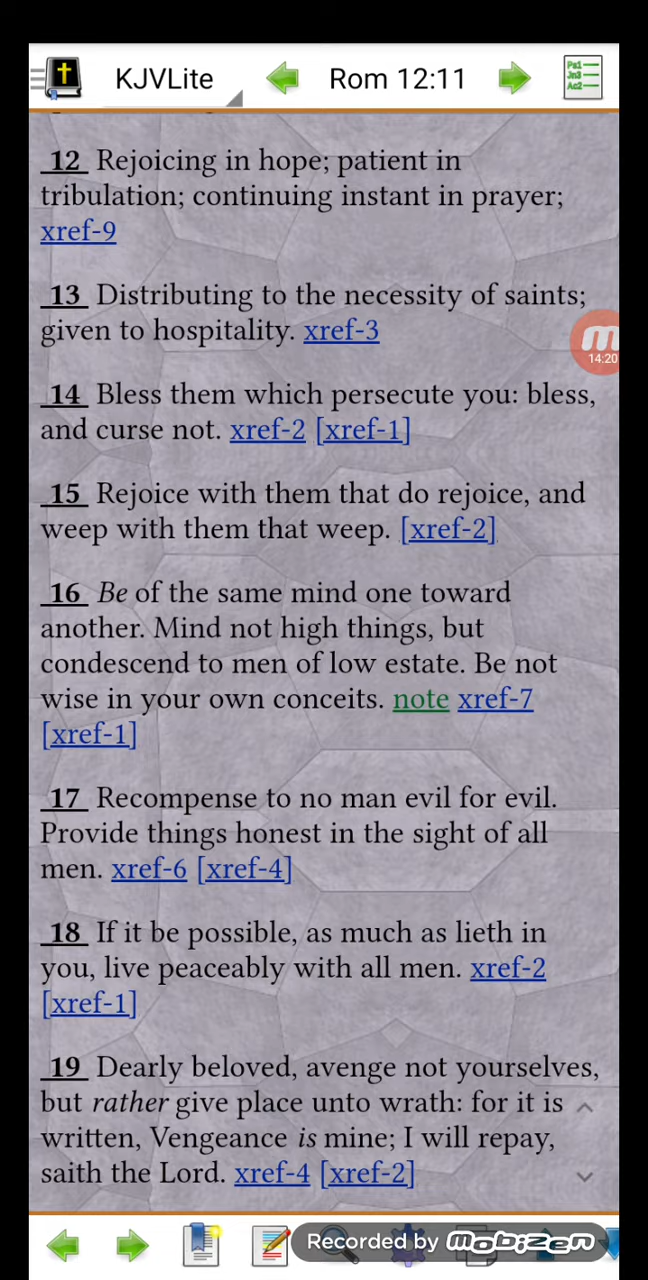 KJVLite
Rom 12:11
Ps1
Jn3
Ac2
12 Rejoicing in hope; patient in
tribulation; continuing instant in prayer;
xref-9
13 Distributing to the necessity of saints;
given to hospitality. xref-3
m
14:20
14 Bless them which persecute you: bless,
and curse not. xref-2 [xref-1]
15 Rejoice with them that do rejoice, and
weep with them that weep. [xref-2]
16 Be of the same mind one toward
another. Mind not high things, but
condescend to men of low estate. Be not
wise in your own conceits. note xref-7
[xref-1]
17 Recompense to no man evil for evil.
Provide things honest in the sight of all
men. xref-6 [xref-4]
18 If it be possible, as much as lieth in
you, live peaceably with all men. xref-2
[xref-1]
19 Dearly beloved, avenge not yourselves,
but rather give place unto wrath: for it is
written, Vengeance is mine; I will repay,
saith the Lord. xref-4 [xref-2]
Recorded by mobizen